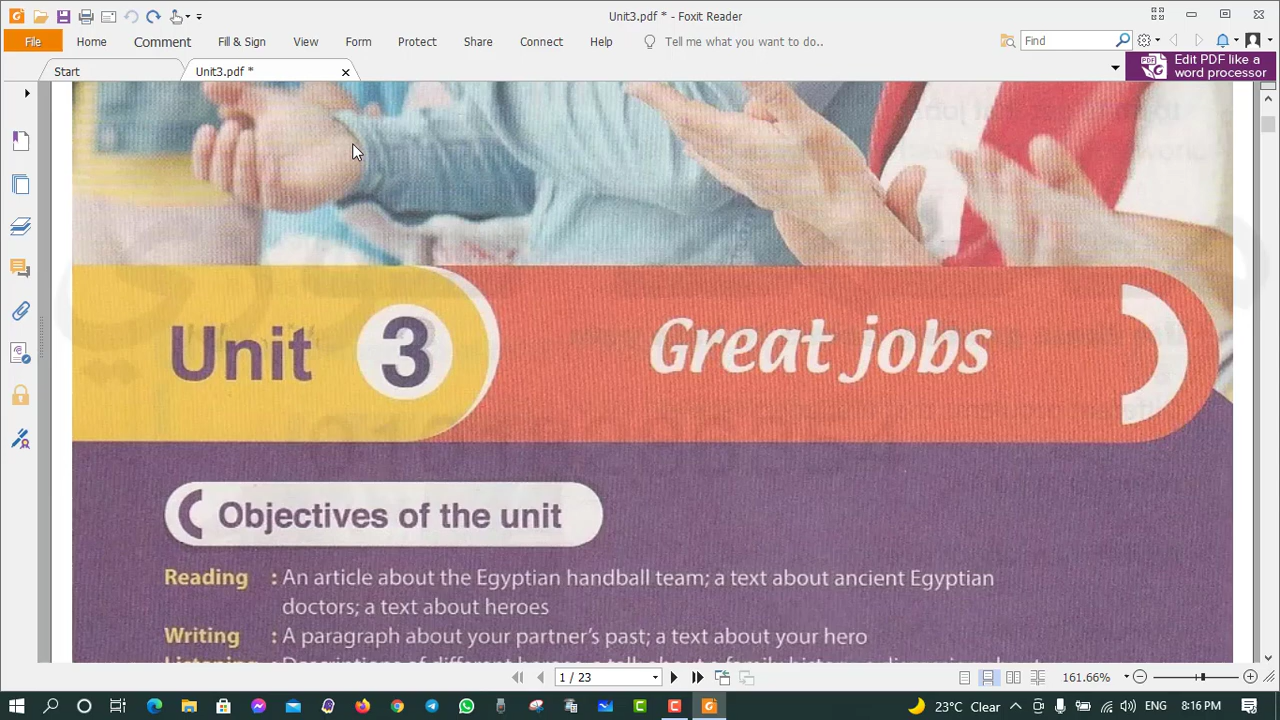 Unit3.pdf * - Foxit Reader
File Home Comment Fill & Sign View Form Protect Share Connect Help Tell me what you want to do.. Find
Start Unit3.pdf *
Edit PDF like a
word processor
Unit 3 Great jobs
Objectives of the unit
Reading : An article about the Egyptian handball team; a text about ancient Egyptian
doctors; a text about heroes
Writing : A paragraph about your partner's past; a text about your hero
1 / 23 161.66%
23°C Clear ENG 8:16 PM